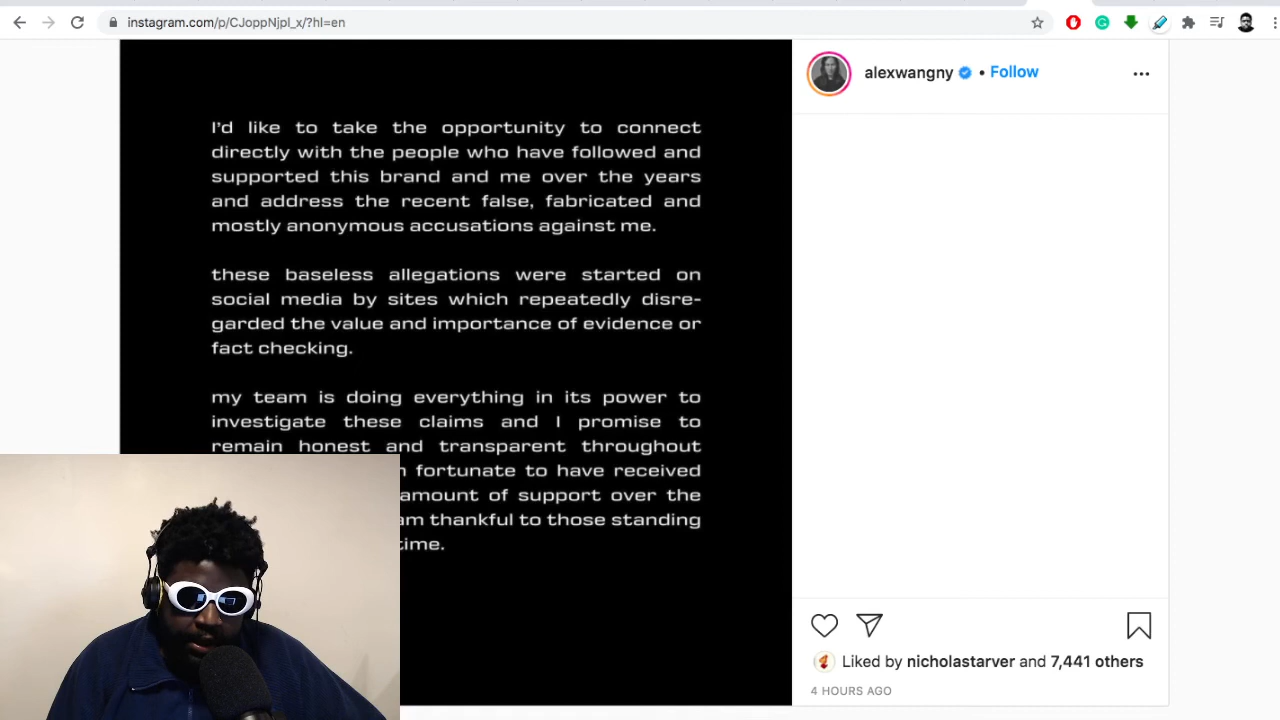 instagram.com/p/CJoppNjpl_x/?hl=en
alexwangny • Follow
I'd like to take the opportunity to connect
directly with the people who have followed and
supported this brand and me over the years
and address the recent false, fabricated and
mostly anonymous accusations against me.
these baseless allegations were started on
social media by sites which repeatedly disre-
garded the value and importance of evidence or
fact checking.
my team is doing everything in its power to
investigate these claims and I promise to
remain honest and transparent throughout
fortunate to have received
amount of support over the
am thankful to those standing
time.
Liked by nicholastarver and 7,441 others
4 HOURS AGO